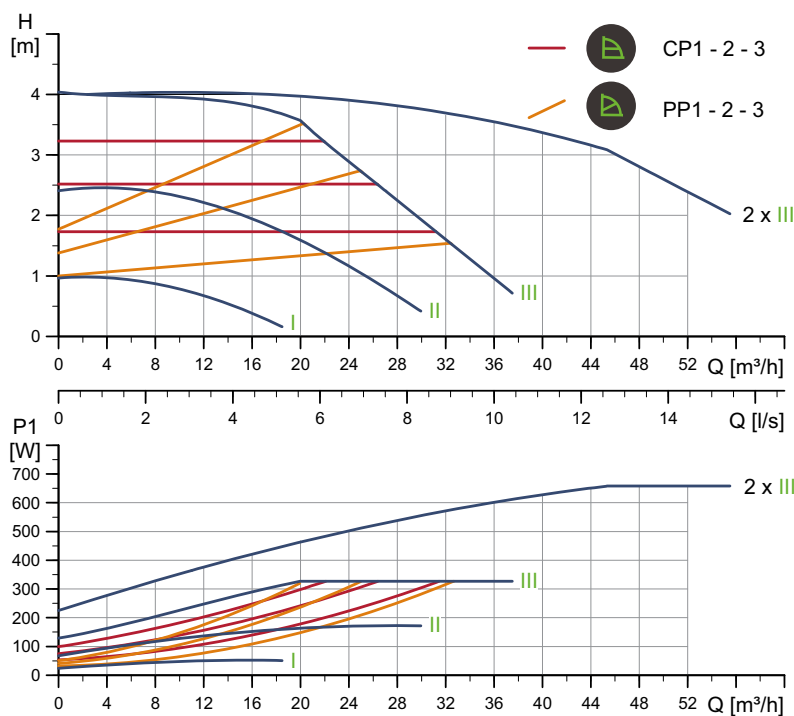 H
[m]
CP1 - 2 - 3
PP1 - 2 - 3
4
3
2
1
0
2 x III
III
II
I
0 4 8 12 16 20 24 28 32 36 40 44 48 52 Q [m³/h]
0 2 4 6 8 10 12 14 Q [l/s]
P1
[W]
700
600
500
400
300
200
100
0
2 x III
III
II
I
0 4 8 12 16 20 24 28 32 36 40 44 48 52 Q [m³/h]